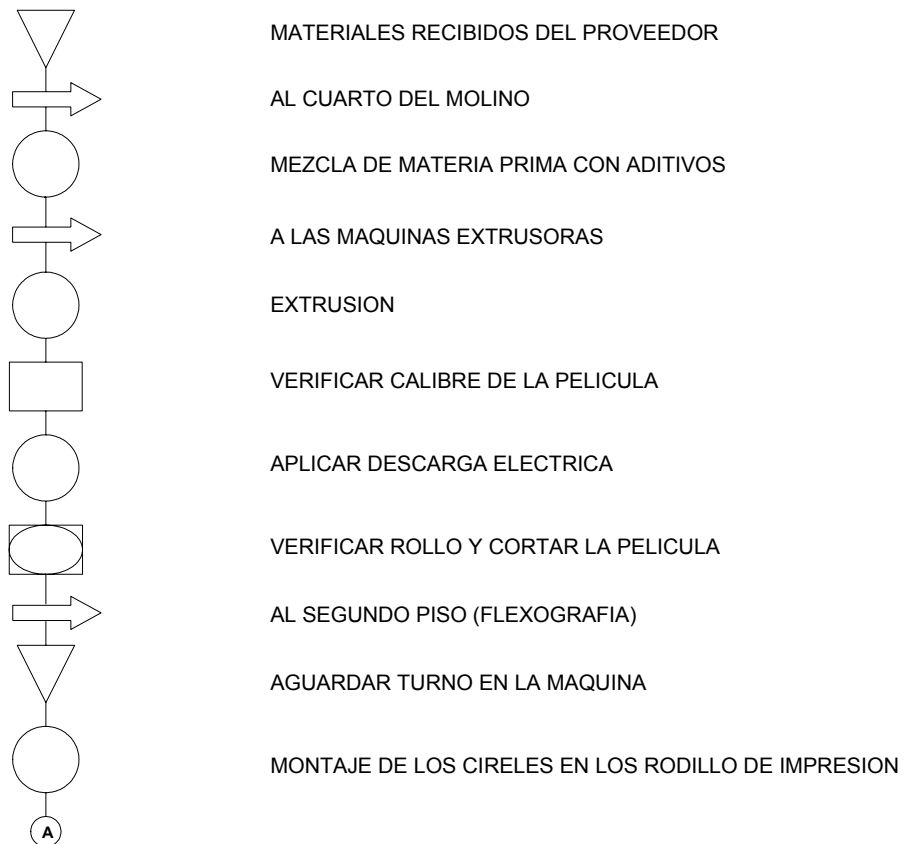 MATERIALES RECIBIDOS DEL PROVEEDOR
AL CUARTO DEL MOLINO
MEZCLA DE MATERIA PRIMA CON ADITIVOS
A LAS MAQUINAS EXTRUSORAS
EXTRUSION
VERIFICAR CALIBRE DE LA PELICULA
APLICAR DESCARGA ELECTRICA
VERIFICAR ROLLO Y CORTAR LA PELICULA
AL SEGUNDO PISO (FLEXOGRAFIA)
AGUARDAR TURNO EN LA MAQUINA
MONTAJE DE LOS CIRELES EN LOS RODILLO DE IMPRESION
A